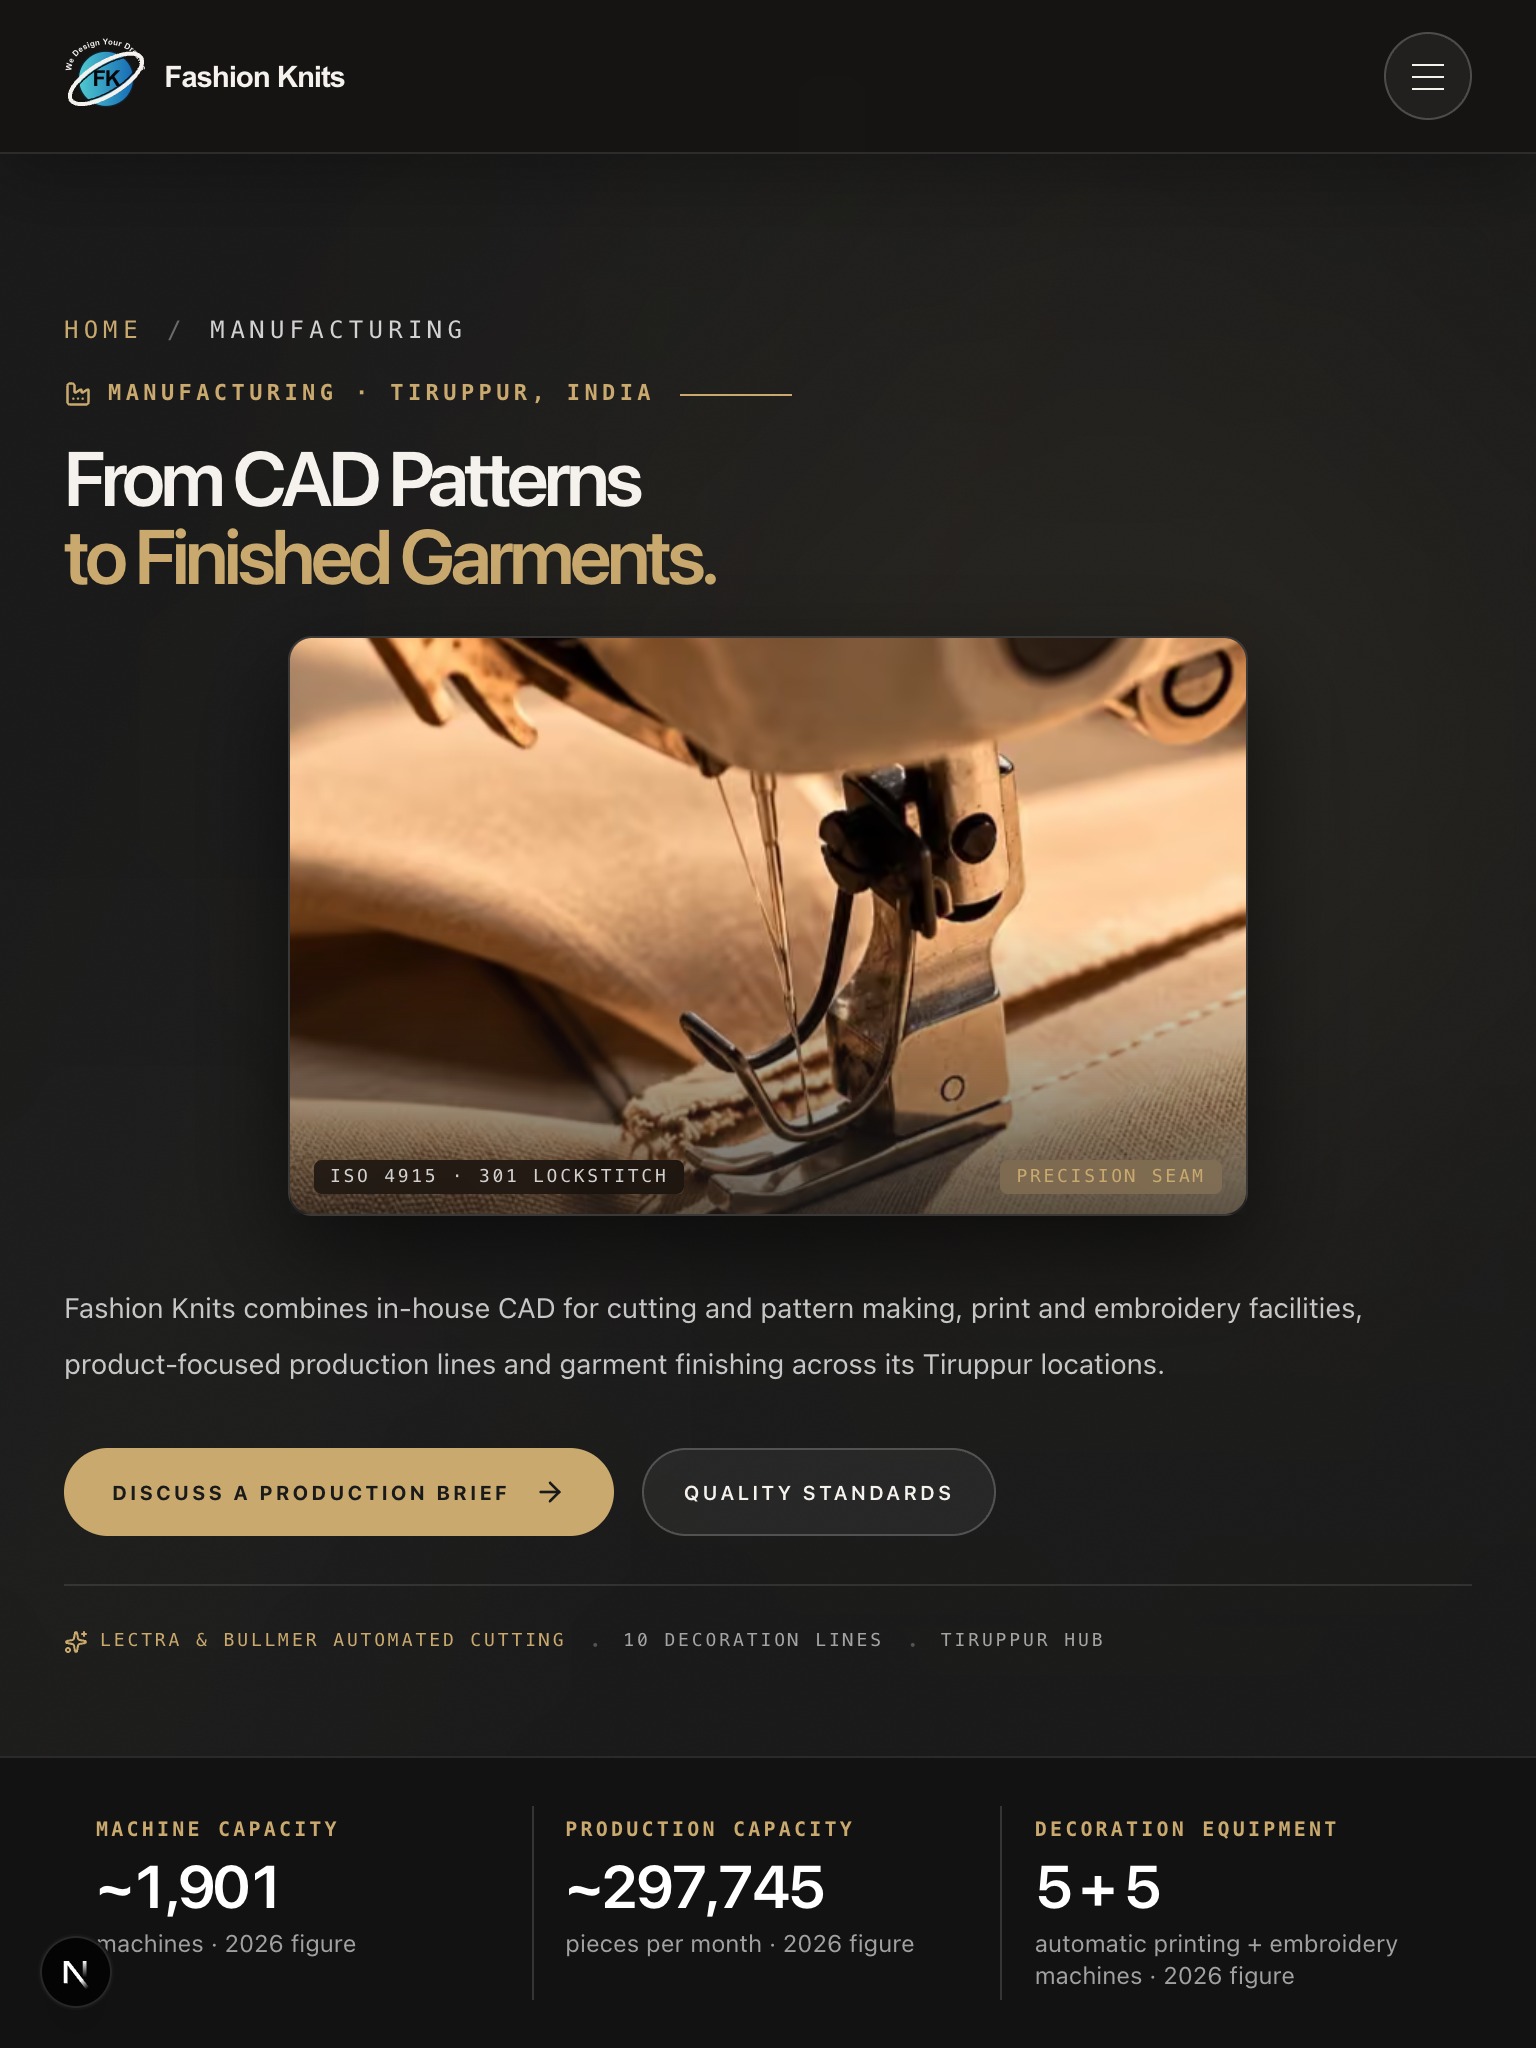 We Design Your
FK
Fashion Knits
HOME / MANUFACTURING
MANUFACTURING · TIRUPPUR, INDIA
From CAD Patterns
to Finished Garments.
ISO 4915 · 301 LOCKSTITCH
PRECISION SEAM
Fashion Knits combines in-house CAD for cutting and pattern making, print and embroidery facilities,
product-focused production lines and garment finishing across its Tiruppur locations.
DISCUSS A PRODUCTION BRIEF
QUALITY STANDARDS
LECTRA & BULLMER AUTOMATED CUTTING . 10 DECORATION LINES . TIRUPPUR HUB
MACHINE CAPACITY
~1,901
machines · 2026 figure
PRODUCTION CAPACITY
~297,745
pieces per month · 2026 figure
DECORATION EQUIPMENT
5+5
automatic printing + embroidery
machines · 2026 figure
N